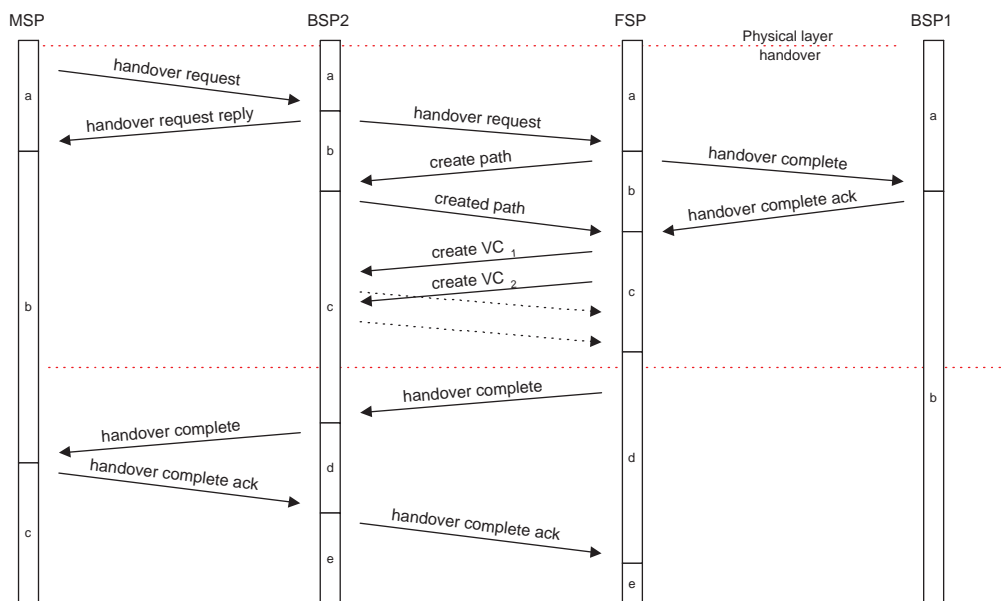 MSP BSP2 FSP BSP1
Physical layer
handover
handover request
a a a a
handover request reply
handover request
b
create path
handover complete
b
created path
handover complete ack
create VC 1
create VC 2
b c c
handover complete
b
handover complete
d d
handover complete ack
handover complete ack
c
e e